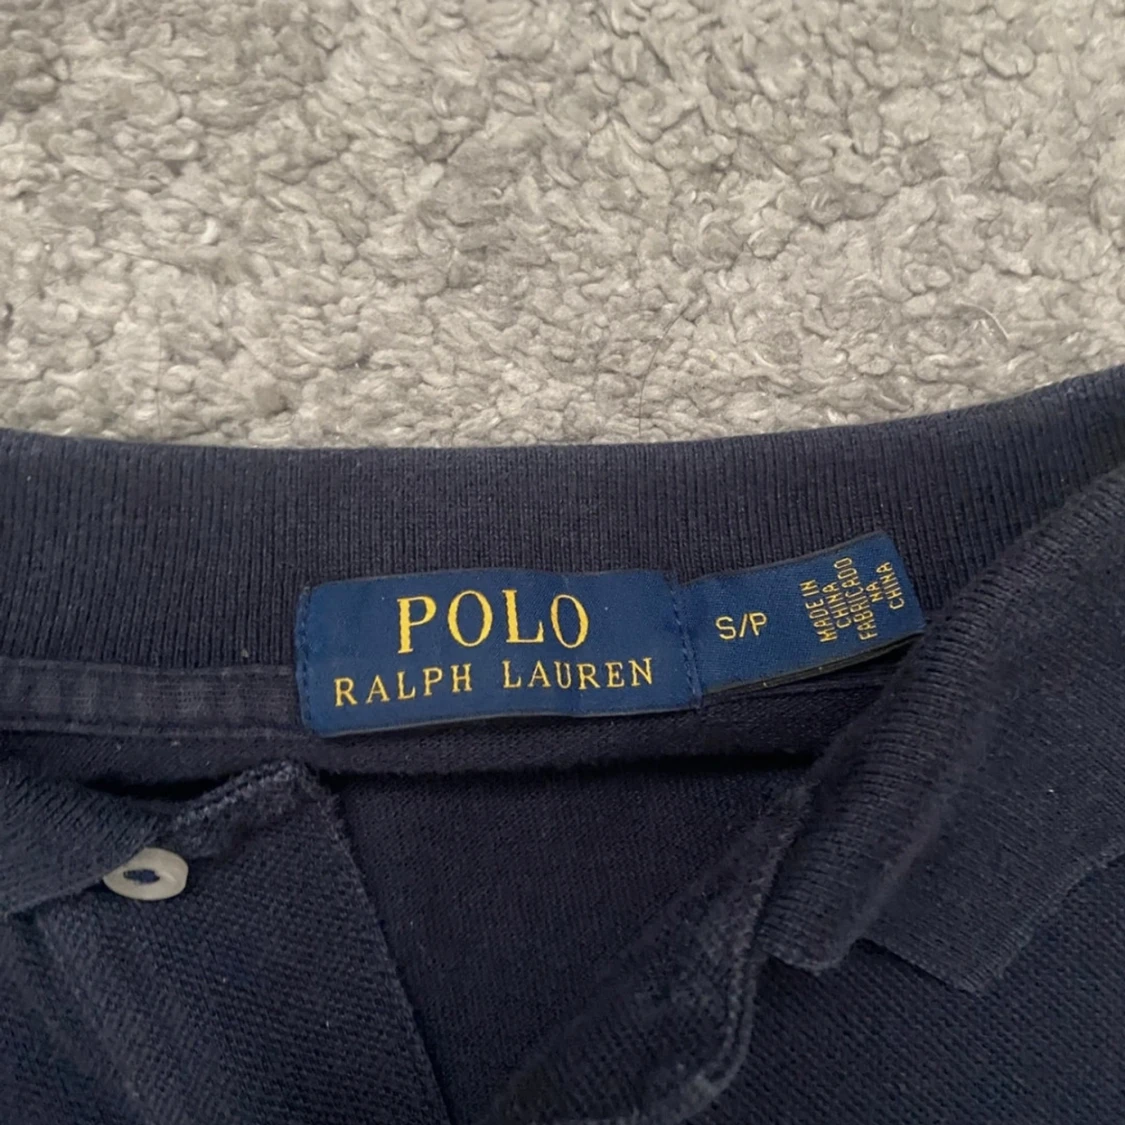 POLO
RALPH LAUREN
S/P
MADE IN
CHINA
FABRICADO
NA
CHINA